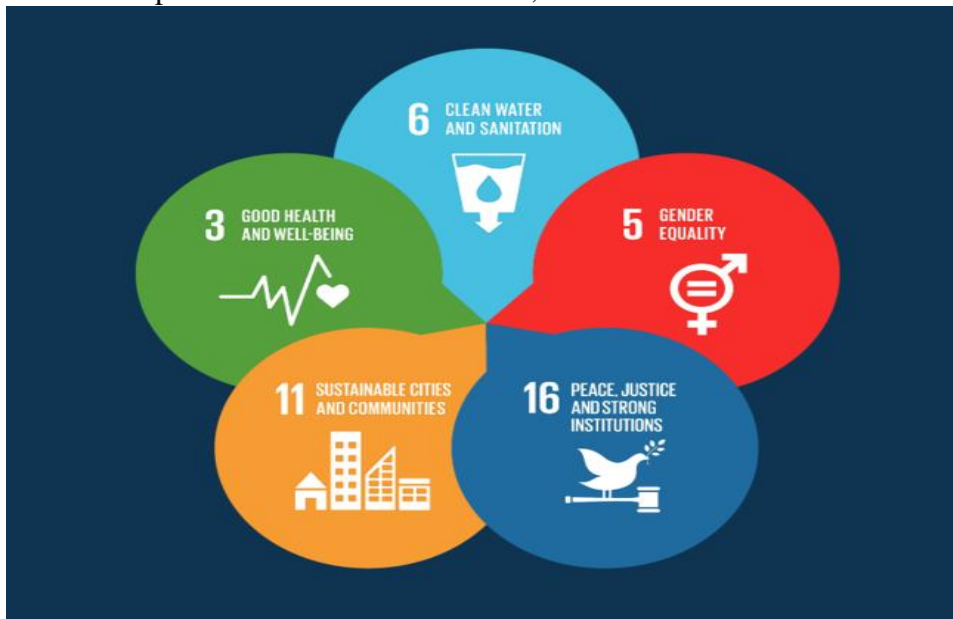 6 CLEAN WATER
AND SANITATION
3 GOOD HEALTH
AND WELL-BEING
5 GENDER
EQUALITY
11 SUSTAINABLE CITIES
AND COMMUNITIES
16 PEACE, JUSTICE
AND STRONG
INSTITUTIONS